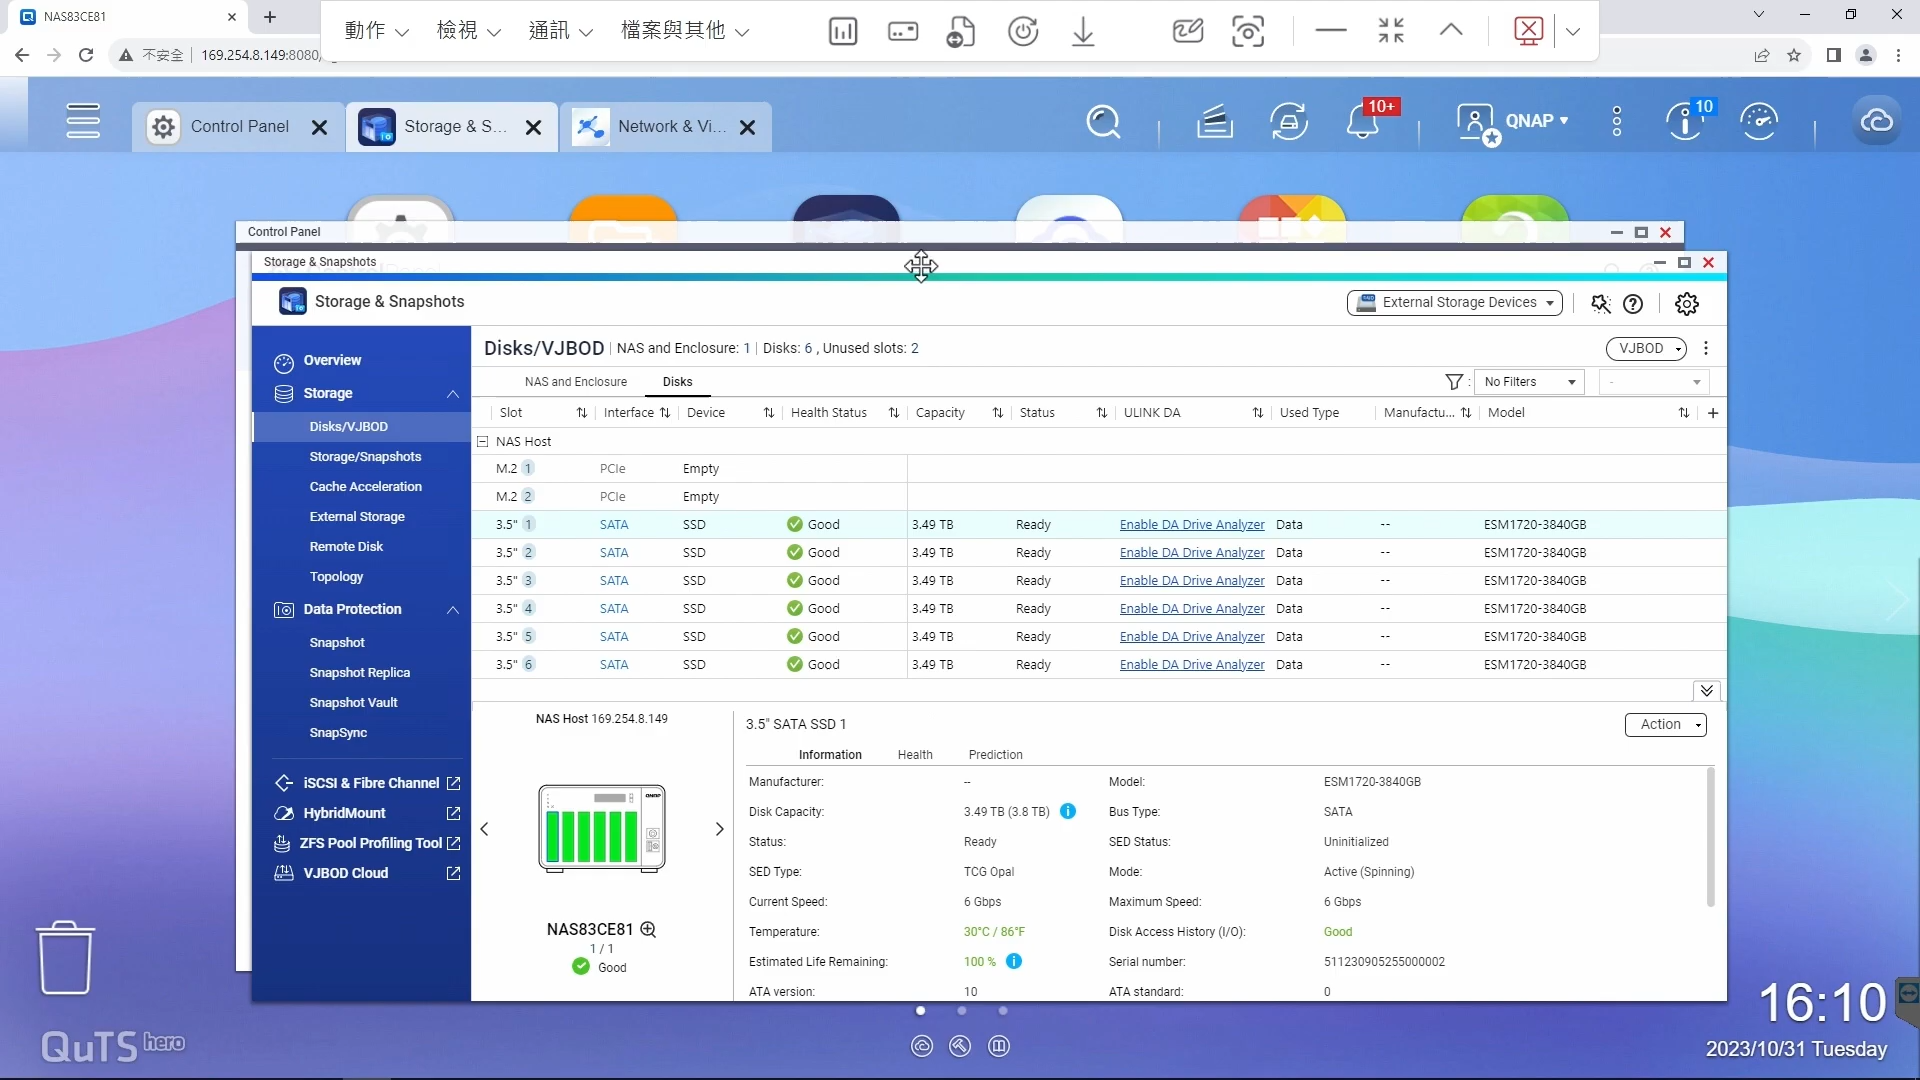 NAS83CE81
動作
檢視
通訊
檔案與其他
不安全
169.254.8.149:8080/
Control Panel
Storage & S...
Network & Vi...
10+
QNAP
10
Control Panel
Storage & Snapshots
Storage & Snapshots
External Storage Devices
Overview
Storage
Disks/VJBOD
Storage/Snapshots
Cache Acceleration
External Storage
Remote Disk
Topology
Data Protection
Snapshot
Snapshot Replica
Snapshot Vault
SnapSync
iSCSI & Fibre Channel
HybridMount
ZFS Pool Profiling Tool
VJBOD Cloud
Disks/VJBOD NAS and Enclosure: 1 Disks: 6 , Unused slots: 2
VJBOD
NAS and Enclosure Disks
: No Filters -
Slot Interface Device Health Status Capacity Status ULINK DA Used Type Manufactu... Model
NAS Host
M.2 1 PCIe Empty
M.2 2 PCIe Empty
3.5" 1 SATA SSD Good 3.49 TB Ready Enable DA Drive Analyzer Data -- ESM1720-3840GB
3.5" 2 SATA SSD Good 3.49 TB Ready Enable DA Drive Analyzer Data -- ESM1720-3840GB
3.5" 3 SATA SSD Good 3.49 TB Ready Enable DA Drive Analyzer Data -- ESM1720-3840GB
3.5" 4 SATA SSD Good 3.49 TB Ready Enable DA Drive Analyzer Data -- ESM1720-3840GB
3.5" 5 SATA SSD Good 3.49 TB Ready Enable DA Drive Analyzer Data -- ESM1720-3840GB
3.5" 6 SATA SSD Good 3.49 TB Ready Enable DA Drive Analyzer Data -- ESM1720-3840GB
NAS Host 169.254.8.149
QNAP
NAS83CE81
1 / 1
Good
3.5" SATA SSD 1
Action
Information Health Prediction
Manufacturer: -- Model: ESM1720-3840GB
Disk Capacity: 3.49 TB (3.8 TB) Bus Type: SATA
Status: Ready SED Status: Uninitialized
SED Type: TCG Opal Mode: Active (Spinning)
Current Speed: 6 Gbps Maximum Speed: 6 Gbps
Temperature: 30°C / 86°F Disk Access History (I/O): Good
Estimated Life Remaining: 100 % Serial number: 511230905255000002
ATA version: 10 ATA standard: 0
QuTS hero
16:10
2023/10/31 Tuesday